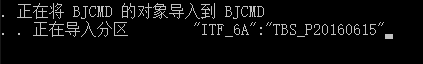 . 正在将 BJCMD 的对象导入到 BJCMD
. . 正在导入分区 "ITF_6A":"TBS_P20160615"